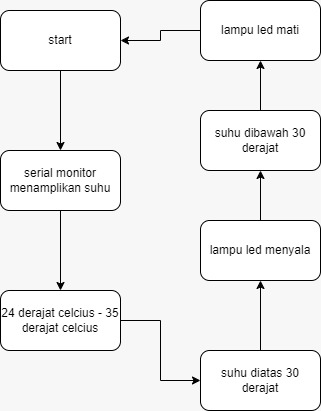 start
serial monitor
menamplikan suhu
24 derajat celcius - 35
derajat celcius
suhu diatas 30
derajat
lampu led menyala
suhu dibawah 30
derajat
lampu led mati